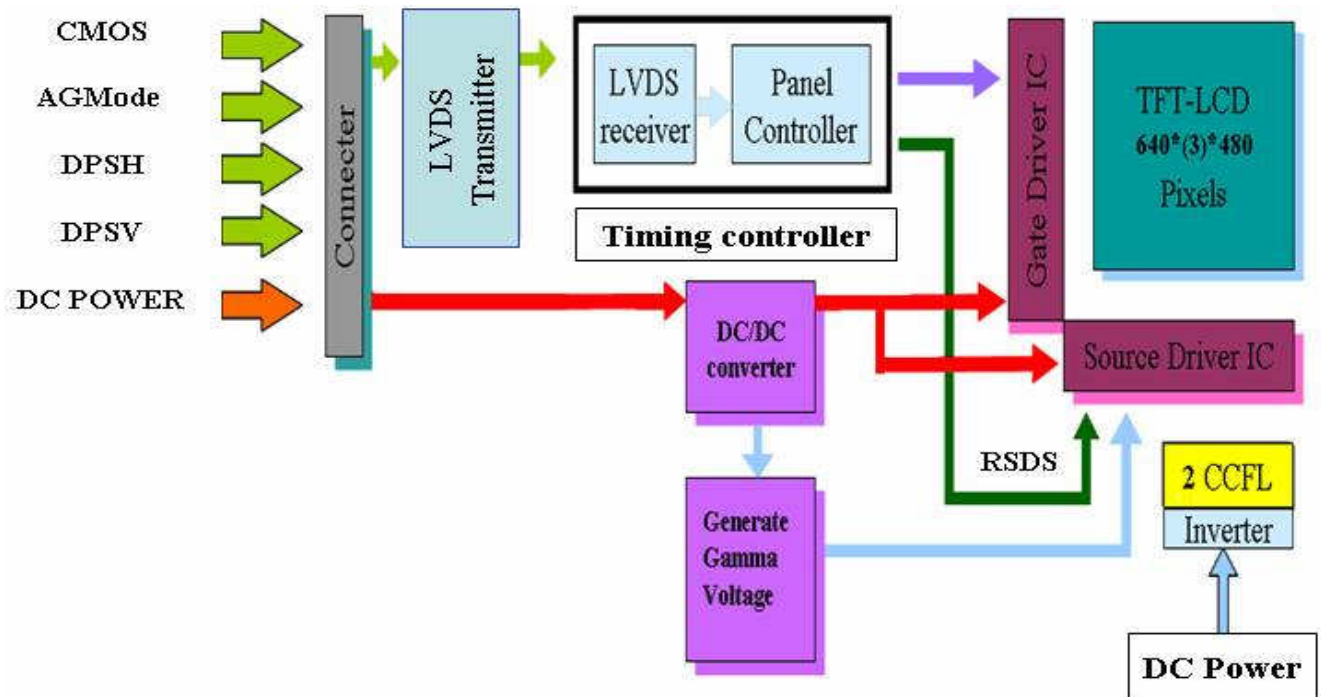 CMOS
AGMode
DPSH
DPSV
DC POWER
Connecter
LVDS
Transmitter
LVDS
receiver
Panel
Controller
Timing controller
Gate Driver IC
TFT-LCD
640*(3)*480
Pixels
DC/DC
converter
Source Driver IC
RSDS
Generate
Gamma
Voltage
2 CCFL
Inverter
DC Power